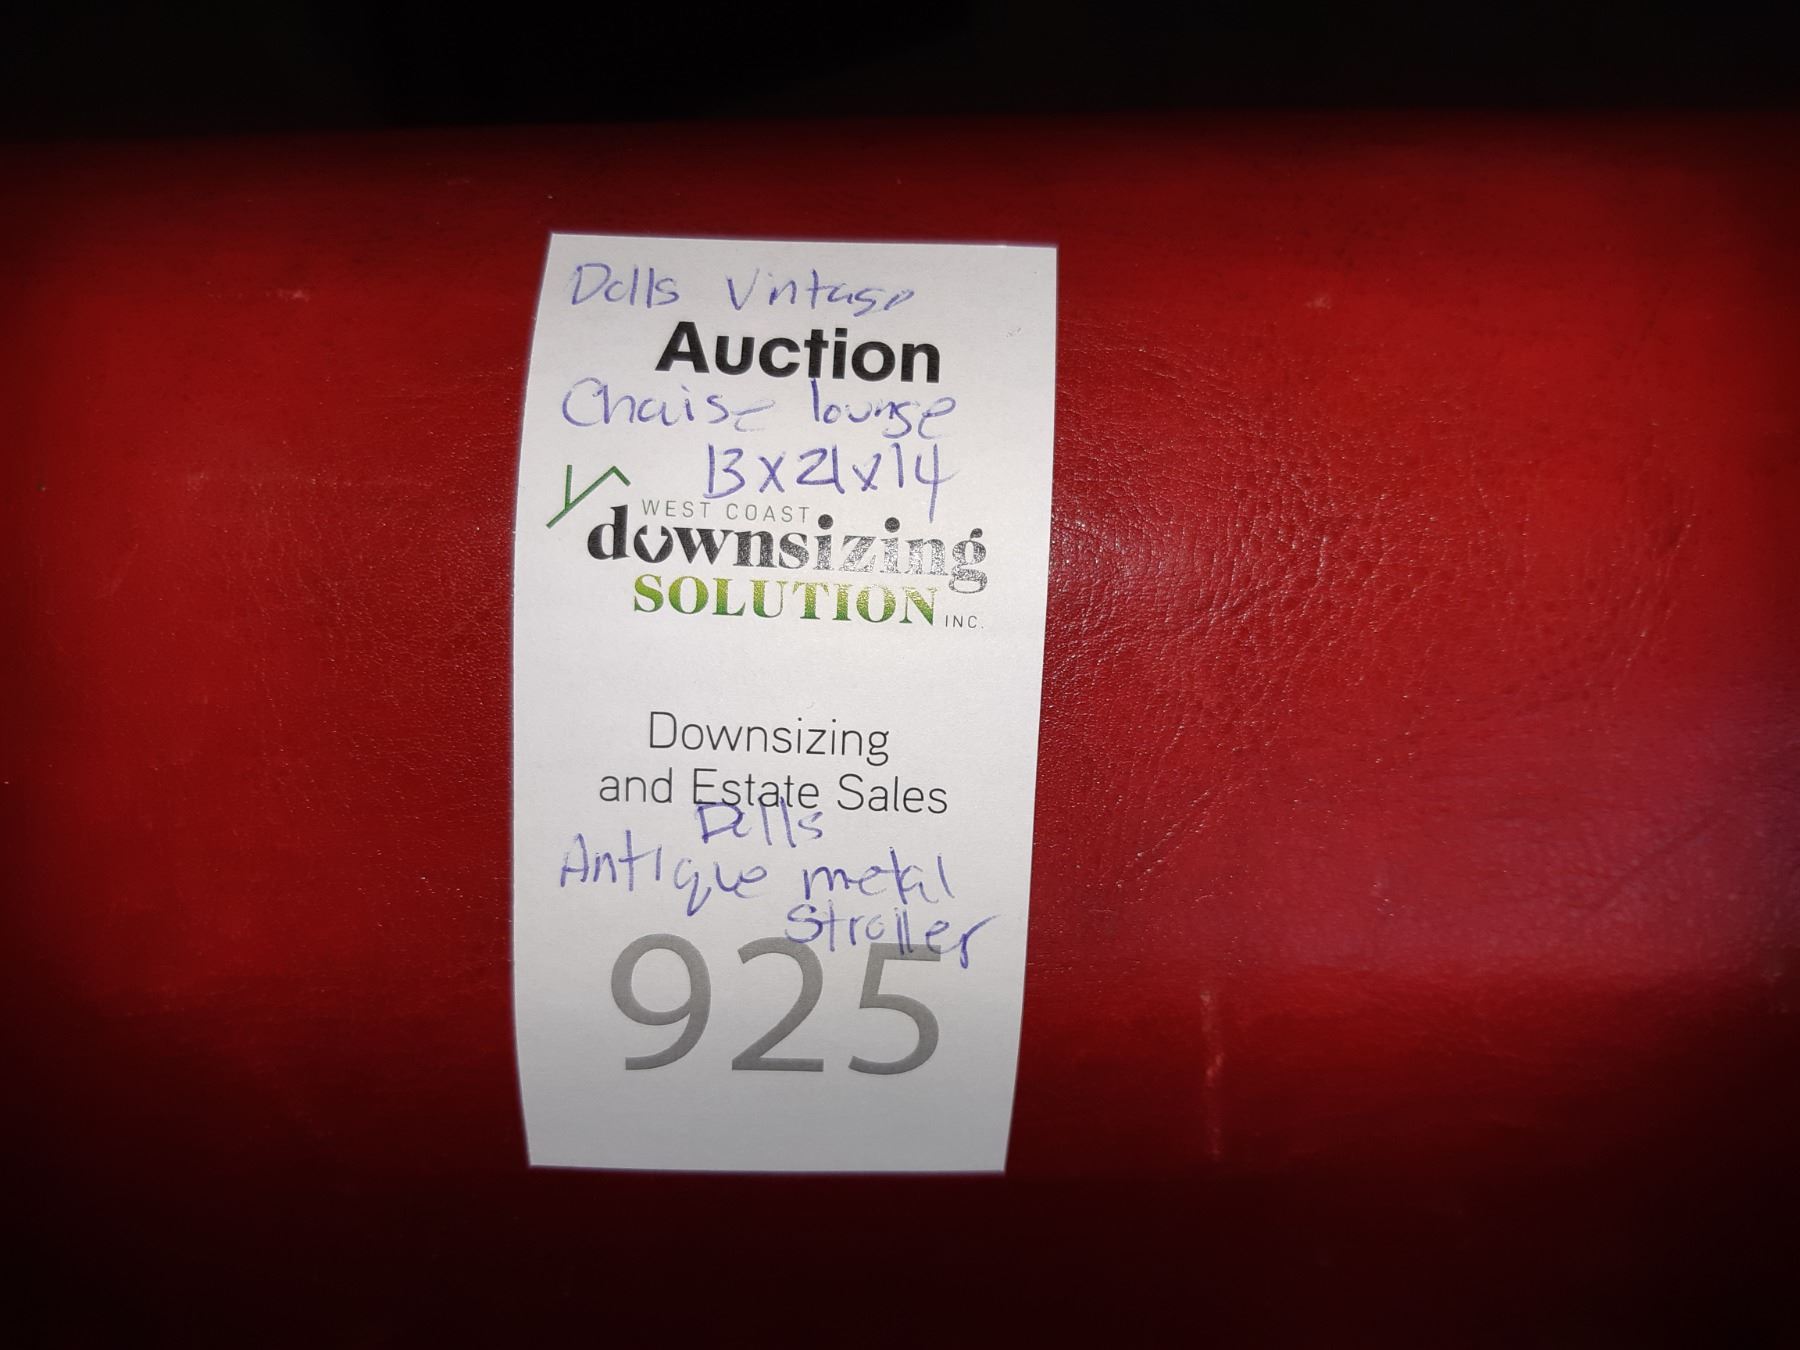 Dolls Vintage
Auction
Chaise lounge
13x21x14
WEST COAST
downsizing
SOLUTION INC.
Downsizing
and Estate Sales
Dolls
Antique metal
Stroller
925